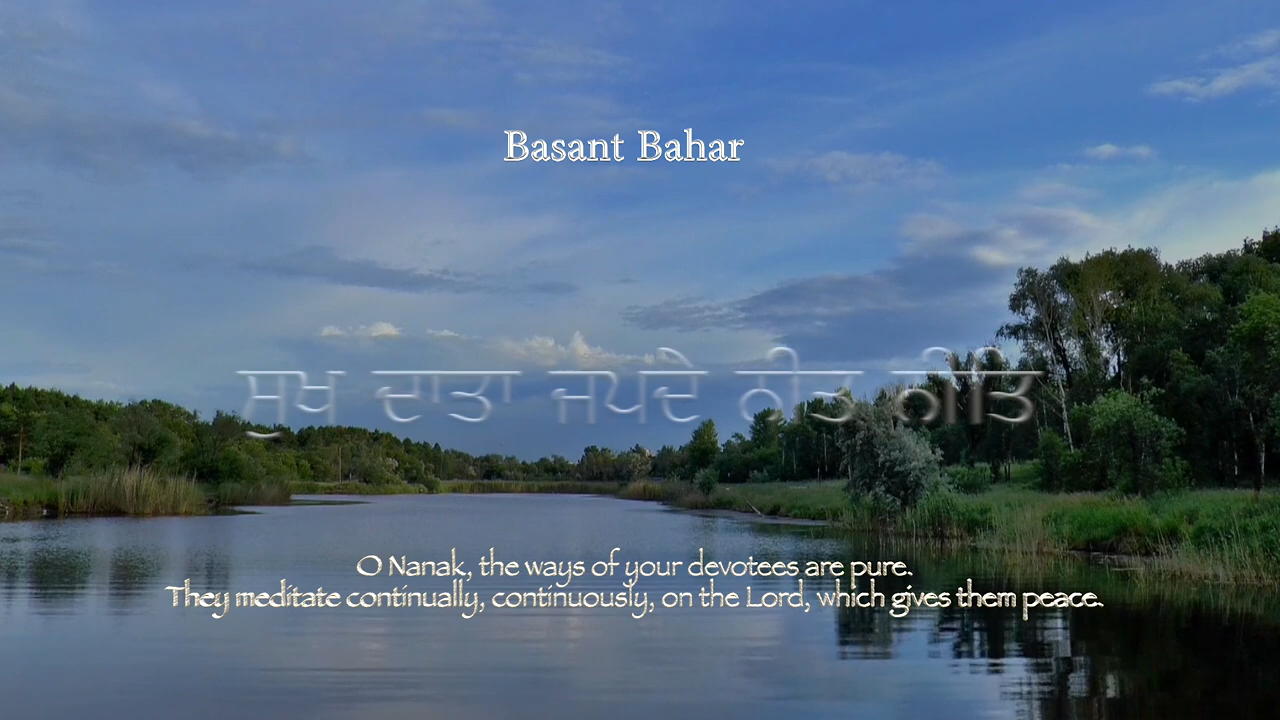 Basant Bahar
ਸੁਖ ਦਾਤਾ ਜਪਦੇ ਨੀਤ ਨੀਤਿ
O Nanak, the ways of your devotees are pure.
They meditate continually, continuously, on the Lord, which gives them peace.